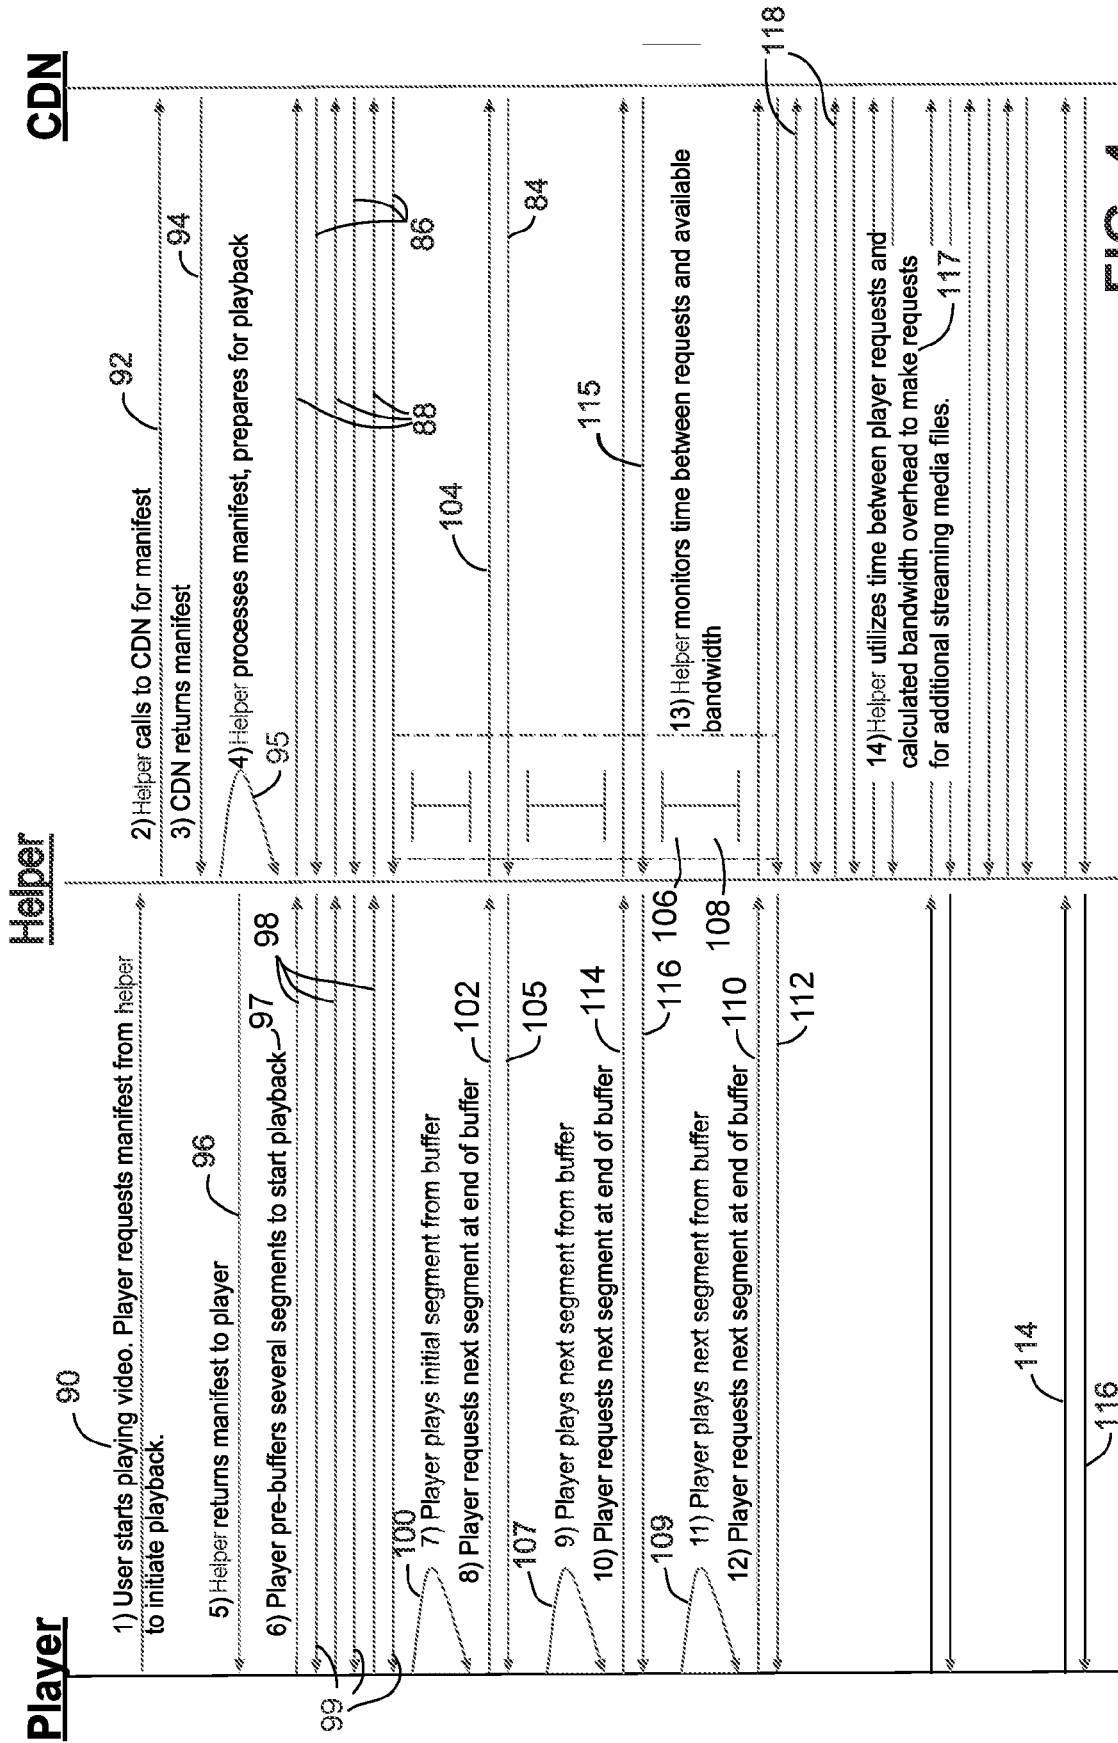 Player
Helper
CDN
90
1) User starts playing video. Player requests manifest from helper
to initiate playback.
2) Helper calls to CDN for manifest
92
3) CDN returns manifest
94
4) Helper processes manifest, prepares for playback
95
5) Helper returns manifest to player
96
6) Player pre-buffers several segments to start playback
97
98
99
88
86
100
7) Player plays initial segment from buffer
8) Player requests next segment at end of buffer
102
104
105
84
107
9) Player plays next segment from buffer
10) Player requests next segment at end of buffer
114
116
115
106
108
109
11) Player plays next segment from buffer
12) Player requests next segment at end of buffer
110
112
13) Helper monitors time between requests and available
bandwidth
118
14) Helper utilizes time between player requests and
calculated bandwidth overhead to make requests
for additional streaming media files.
117
114
116